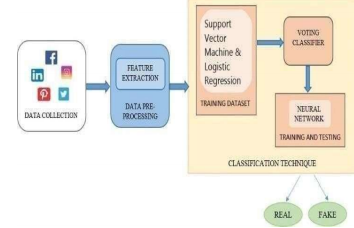 f
in
DATA COLLECTION
FEATURE
EXTRACTION
DATA PRE-
PROCESSING
Support
Vector
Machine &
Logistic
Regression
TRAINING DATASET
VOTING
CLASSIFIER
NEURAL
NETWORK
TRAINING AND TESTING
CLASSIFICATION TECHNIQUE
REAL
FAKE